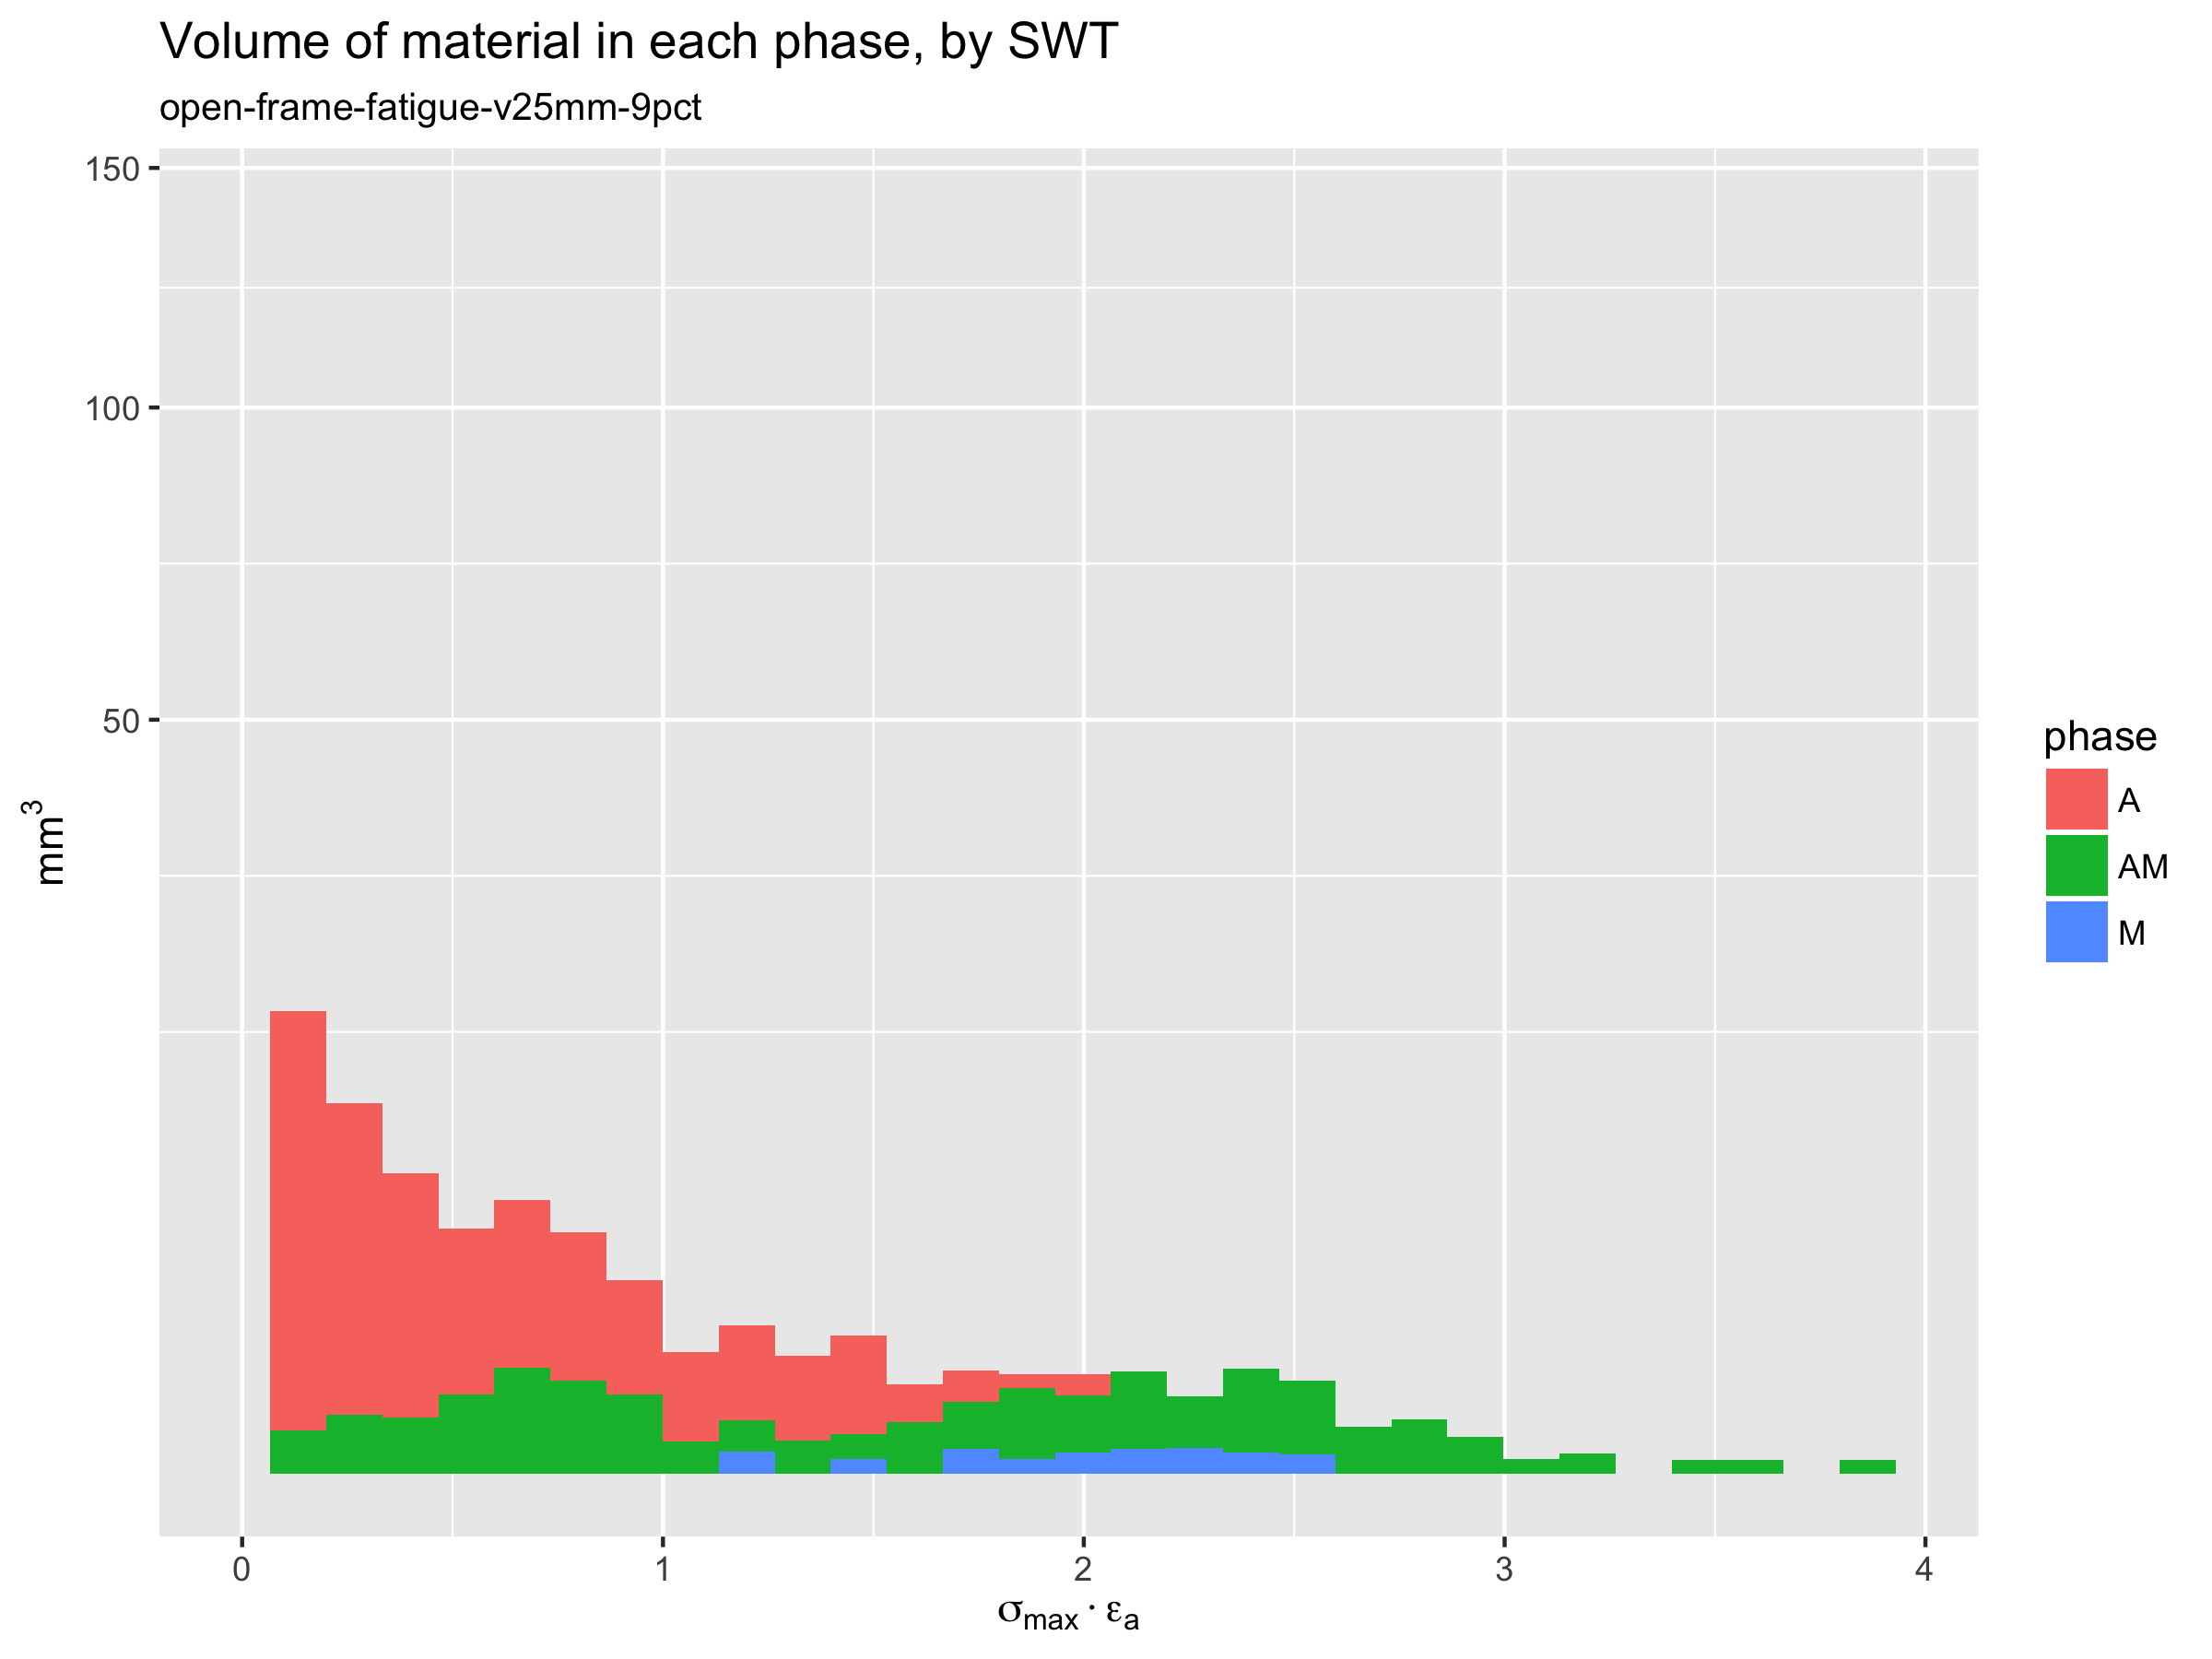 Volume of material in each phase, by SWT
open-frame-fatigue-v25mm-9pct
150
100
50
mm³
0 1 2 3 4
σmax · εa
phase
A
AM
M